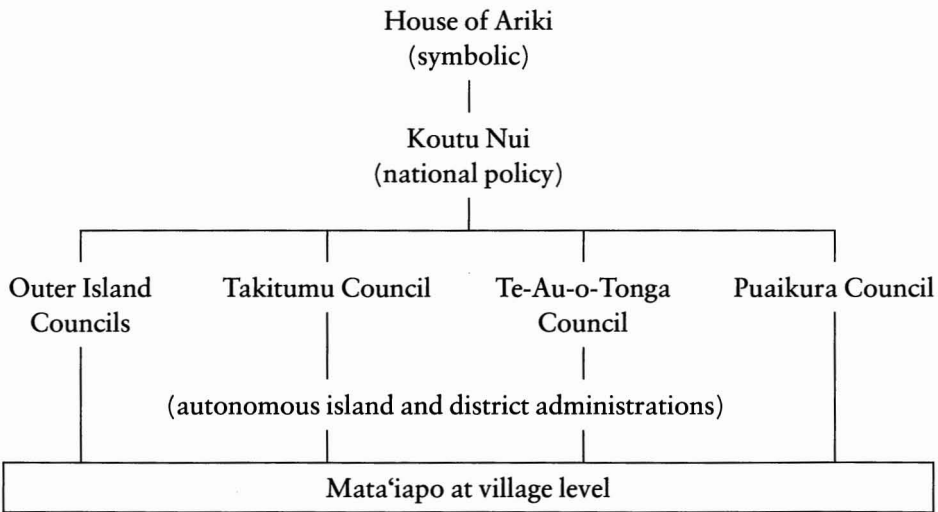 House of Ariki
(symbolic)
Koutu Nui
(national policy)
Outer Island
Councils
Takitumu Council
Te-Au-o-Tonga
Council
Puaikura Council
(autonomous island and district administrations)
Mata‘iapo at village level